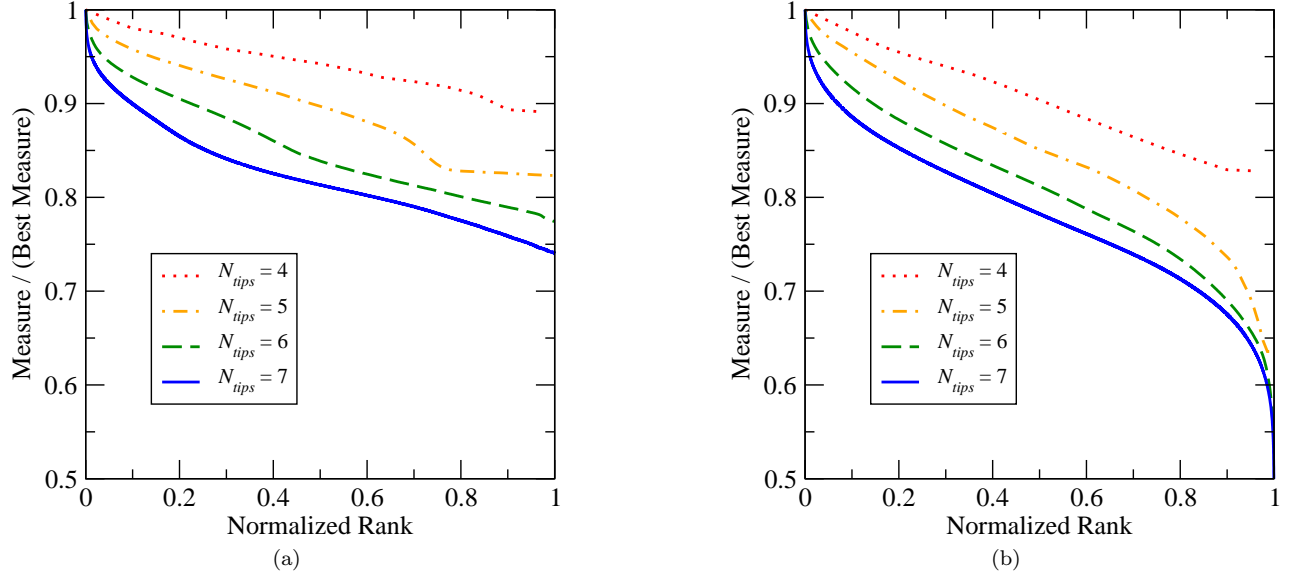 1
0.9
0.8
0.7
0.6
0.5
Measure / (Best Measure)
N_tips = 4
N_tips = 5
N_tips = 6
N_tips = 7
0 0.2 0.4 0.6 0.8 1
Normalized Rank
(a)
1
0.9
0.8
0.7
0.6
0.5
Measure / (Best Measure)
N_tips = 4
N_tips = 5
N_tips = 6
N_tips = 7
0 0.2 0.4 0.6 0.8 1
Normalized Rank
(b)